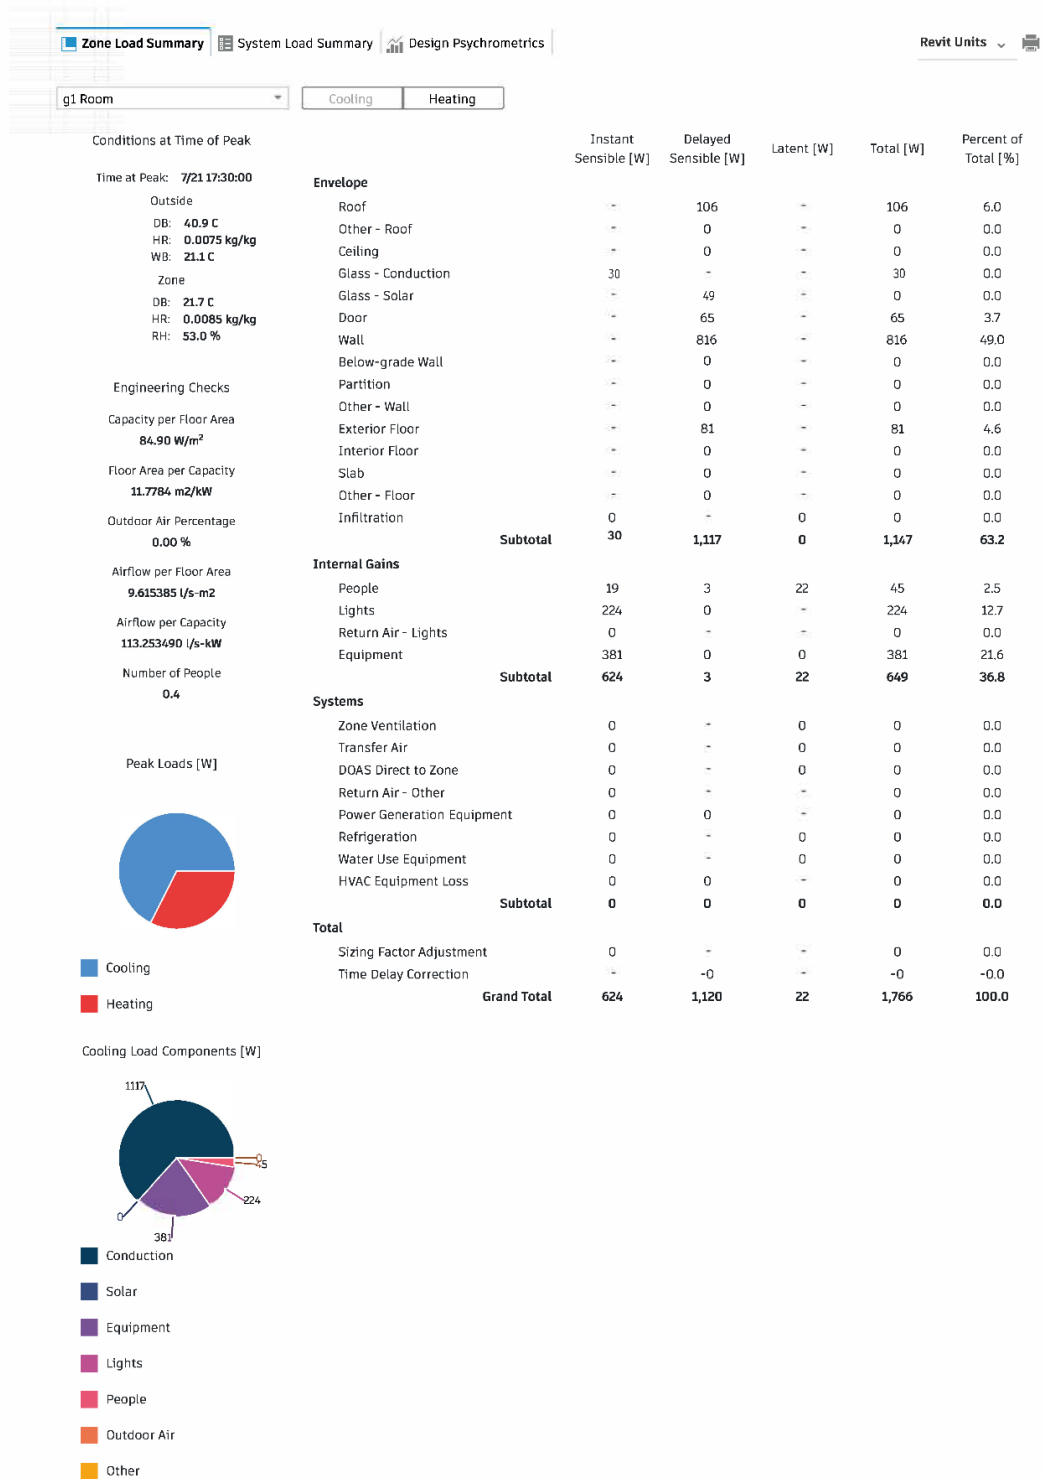 Zone Load Summary System Load Summary Design Psychrometrics Revit Units
g1 Room Cooling Heating
Conditions at Time of Peak
Time at Peak: 7/21 17:30:00
Outside
DB: 40.9 C
HR: 0.0075 kg/kg
WB: 21.1 C
Zone
DB: 21.7 C
HR: 0.0085 kg/kg
RH: 53.0 %
Engineering Checks
Capacity per Floor Area
84.90 W/m²
Floor Area per Capacity
11.7784 m2/kW
Outdoor Air Percentage
0.00 %
Airflow per Floor Area
9.615385 l/s-m2
Airflow per Capacity
113.253490 l/s-kW
Number of People
0.4
Peak Loads [W]
Cooling
Heating
Cooling Load Components [W]
1117
0
45
224
0
381
Conduction
Solar
Equipment
Lights
People
Outdoor Air
Other
Instant Sensible [W] Delayed Sensible [W] Latent [W] Total [W] Percent of Total [%]
Envelope
Roof - 106 - 106 6.0
Other - Roof - 0 - 0 0.0
Ceiling - 0 - 0 0.0
Glass - Conduction 30 - - 30 0.0
Glass - Solar - 49 - 0 0.0
Door - 65 - 65 3.7
Wall - 816 - 816 49.0
Below-grade Wall - 0 - 0 0.0
Partition - 0 - 0 0.0
Other - Wall - 0 - 0 0.0
Exterior Floor - 81 - 81 4.6
Interior Floor - 0 - 0 0.0
Slab - 0 - 0 0.0
Other - Floor - 0 - 0 0.0
Infiltration 0 - 0 0 0.0
Subtotal 30 1,117 0 1,147 63.2
Internal Gains
People 19 3 22 45 2.5
Lights 224 0 - 224 12.7
Return Air - Lights 0 - - 0 0.0
Equipment 381 0 0 381 21.6
Subtotal 624 3 22 649 36.8
Systems
Zone Ventilation 0 - 0 0 0.0
Transfer Air 0 - 0 0 0.0
DOAS Direct to Zone 0 - 0 0 0.0
Return Air - Other 0 - - 0 0.0
Power Generation Equipment 0 0 - 0 0.0
Refrigeration 0 - 0 0 0.0
Water Use Equipment 0 - 0 0 0.0
HVAC Equipment Loss 0 0 - 0 0.0
Subtotal 0 0 0 0 0.0
Total
Sizing Factor Adjustment 0 - - 0 0.0
Time Delay Correction - -0 - -0 -0.0
Grand Total 624 1,120 22 1,766 100.0